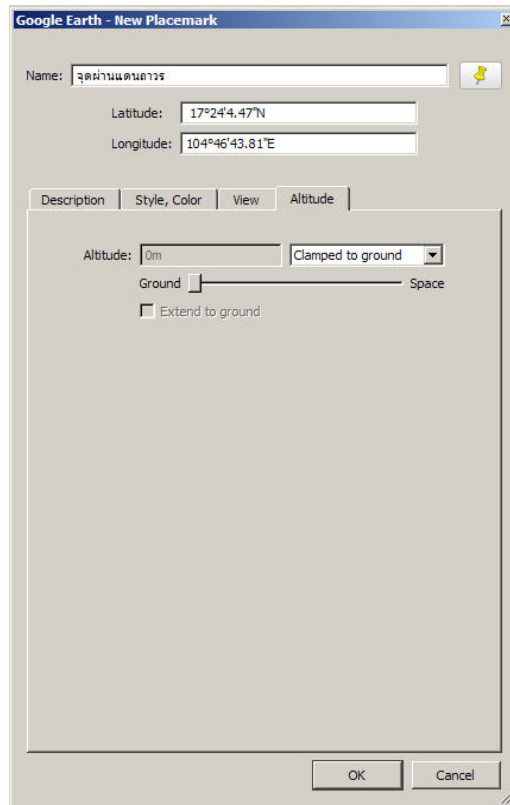 Google Earth - New Placemark
Name: จุดผ่านแดนถาวร
Latitude: 17°24'4.47"N
Longitude: 104°46'43.81"E
Description Style, Color View Altitude
Altitude: 0m Clamped to ground
Ground Space
Extend to ground
OK Cancel